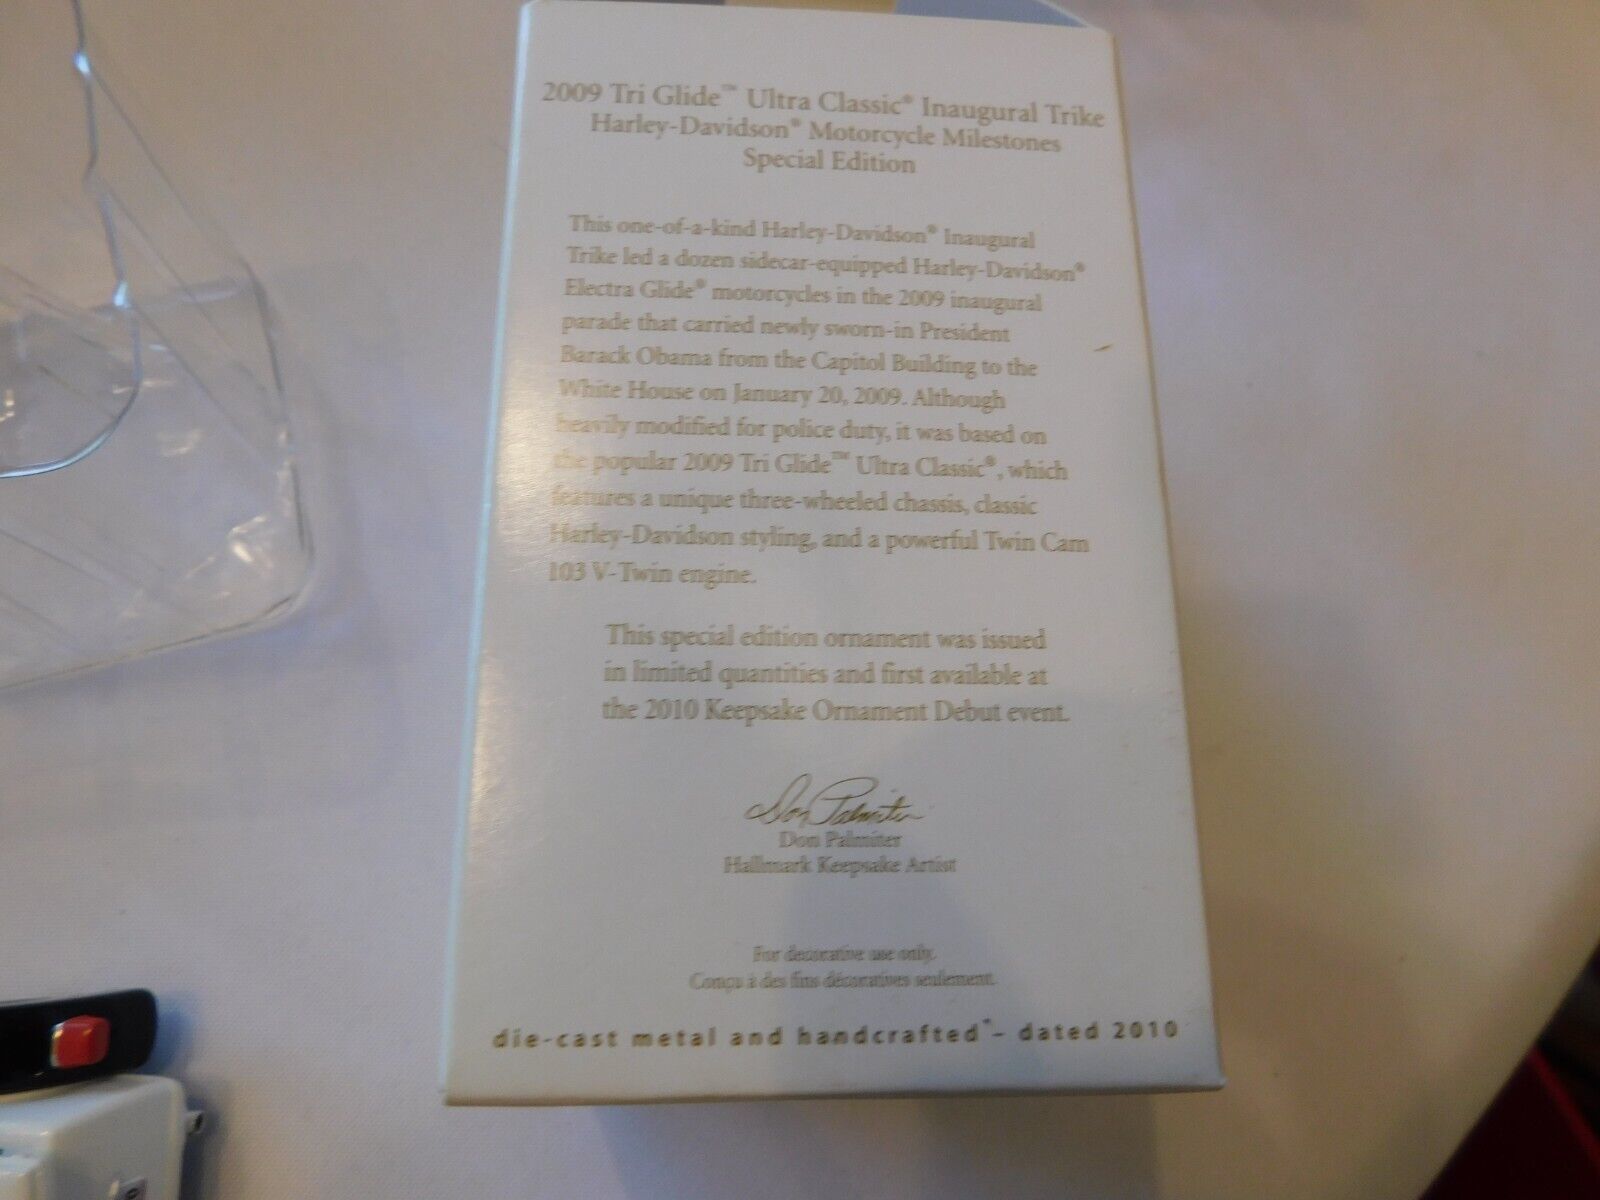 2009 Tri Glide™ Ultra Classic® Inaugural Trike
Harley-Davidson® Motorcycle Milestones
Special Edition
This one-of-a-kind Harley-Davidson® Inaugural
Trike led a dozen sidecar-equipped Harley-Davidson®
Electra Glide® motorcycles in the 2009 inaugural
parade that carried newly sworn-in President
Barack Obama from the Capitol Building to the
White House on January 20, 2009. Although
heavily modified for police duty, it was based on
the popular 2009 Tri Glide™ Ultra Classic®, which
features a unique three-wheeled chassis, classic
Harley-Davidson styling, and a powerful Twin Cam
103 V-Twin engine.
This special edition ornament was issued
in limited quantities and first available at
the 2010 Keepsake Ornament Debut event.
Don Palmiter
Don Palmiter
Hallmark Keepsake Artist
For decorative use only.
Conçu à des fins décoratives seulement.
die-cast metal and handcrafted – dated 2010